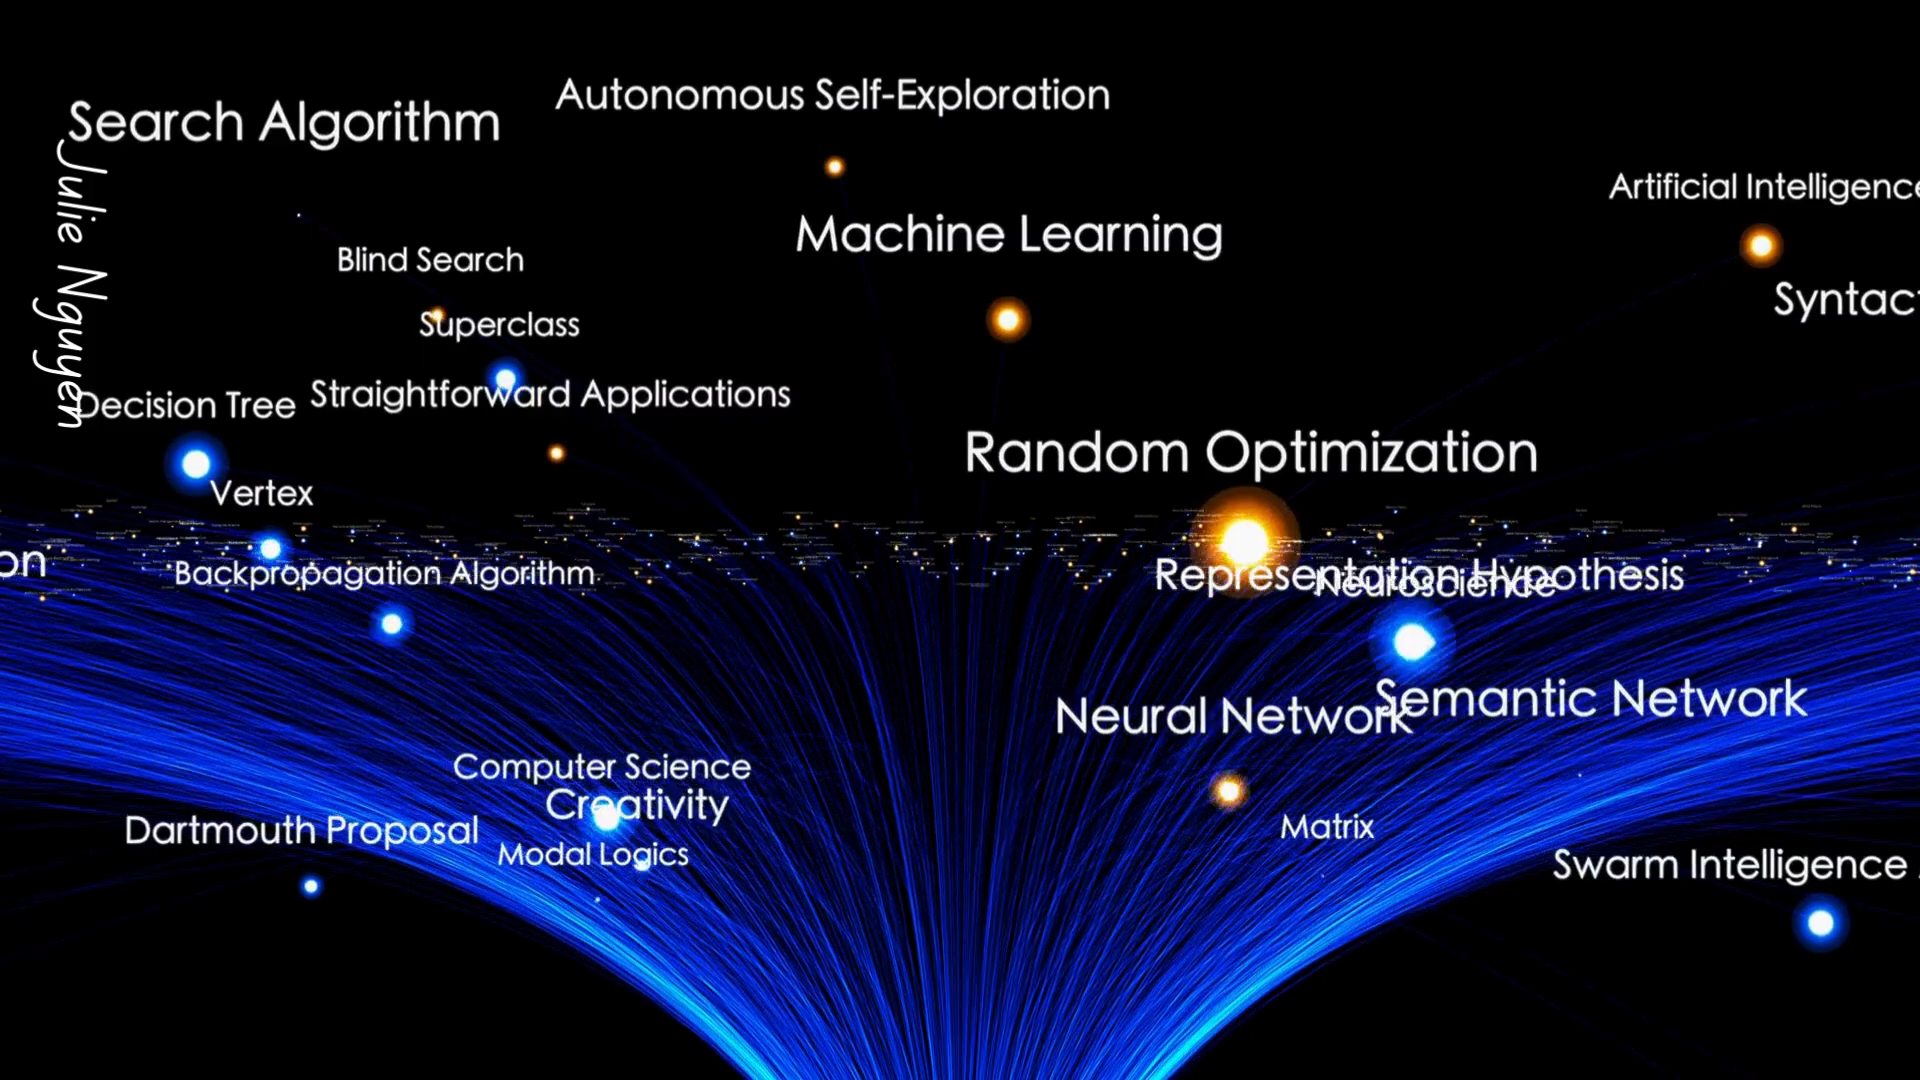 Autonomous Self-Exploration
Search Algorithm
Julie Nguyen
Artificial Intelligence
Machine Learning
Blind Search
Syntact
Superclass
Straightforward Applications
Decision Tree
Random Optimization
Vertex
on
Backpropagation Algorithm
Representation Hypothesis
Neuroscience
Semantic Network
Neural Network
Computer Science
Creativity
Matrix
Dartmouth Proposal
Modal Logics
Swarm Intelligence